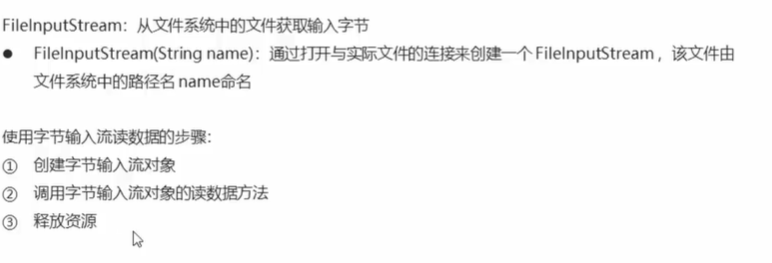 FileInputStream：从文件系统中的文件获取输入字节
● FileInputStream(String name)：通过打开与实际文件的连接来创建一个 FileInputStream，该文件由
文件系统中的路径名 name命名
使用字节输入流读数据的步骤：
① 创建字节输入流对象
② 调用字节输入流对象的读数据方法
③ 释放资源